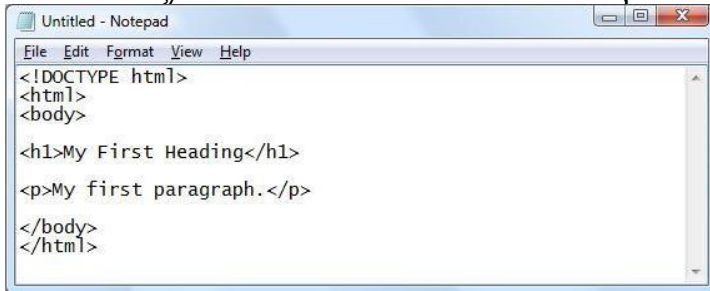 Untitled - Notepad
File Edit Format View Help
<!DOCTYPE html>
<html>
<body>
<h1>My First Heading</h1>
<p>My first paragraph.</p>
</body>
</html>